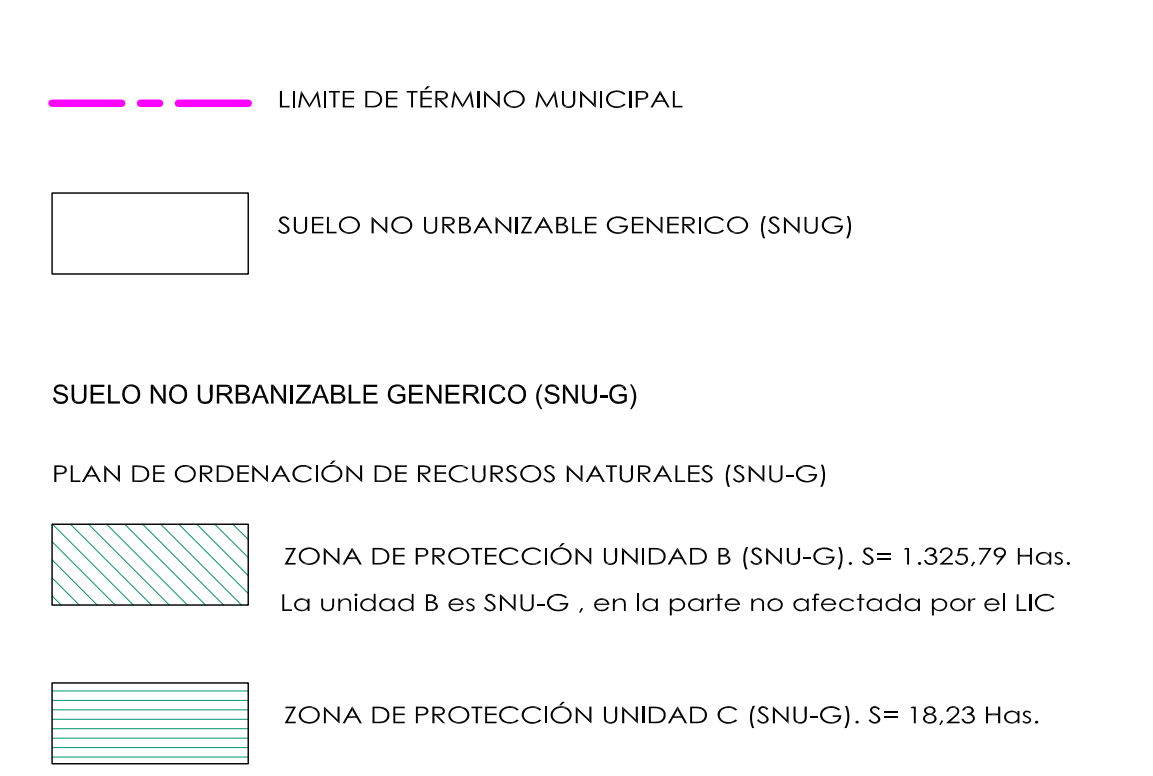 LIMITE DE TÉRMINO MUNICIPAL
SUELO NO URBANIZABLE GENERICO (SNUG)
SUELO NO URBANIZABLE GENERICO (SNU-G)
PLAN DE ORDENACIÓN DE RECURSOS NATURALES (SNU-G)
ZONA DE PROTECCIÓN UNIDAD B (SNU-G). S= 1.325,79 Has.
La unidad B es SNU-G , en la parte no afectada por el LIC
ZONA DE PROTECCIÓN UNIDAD C (SNU-G). S= 18,23 Has.